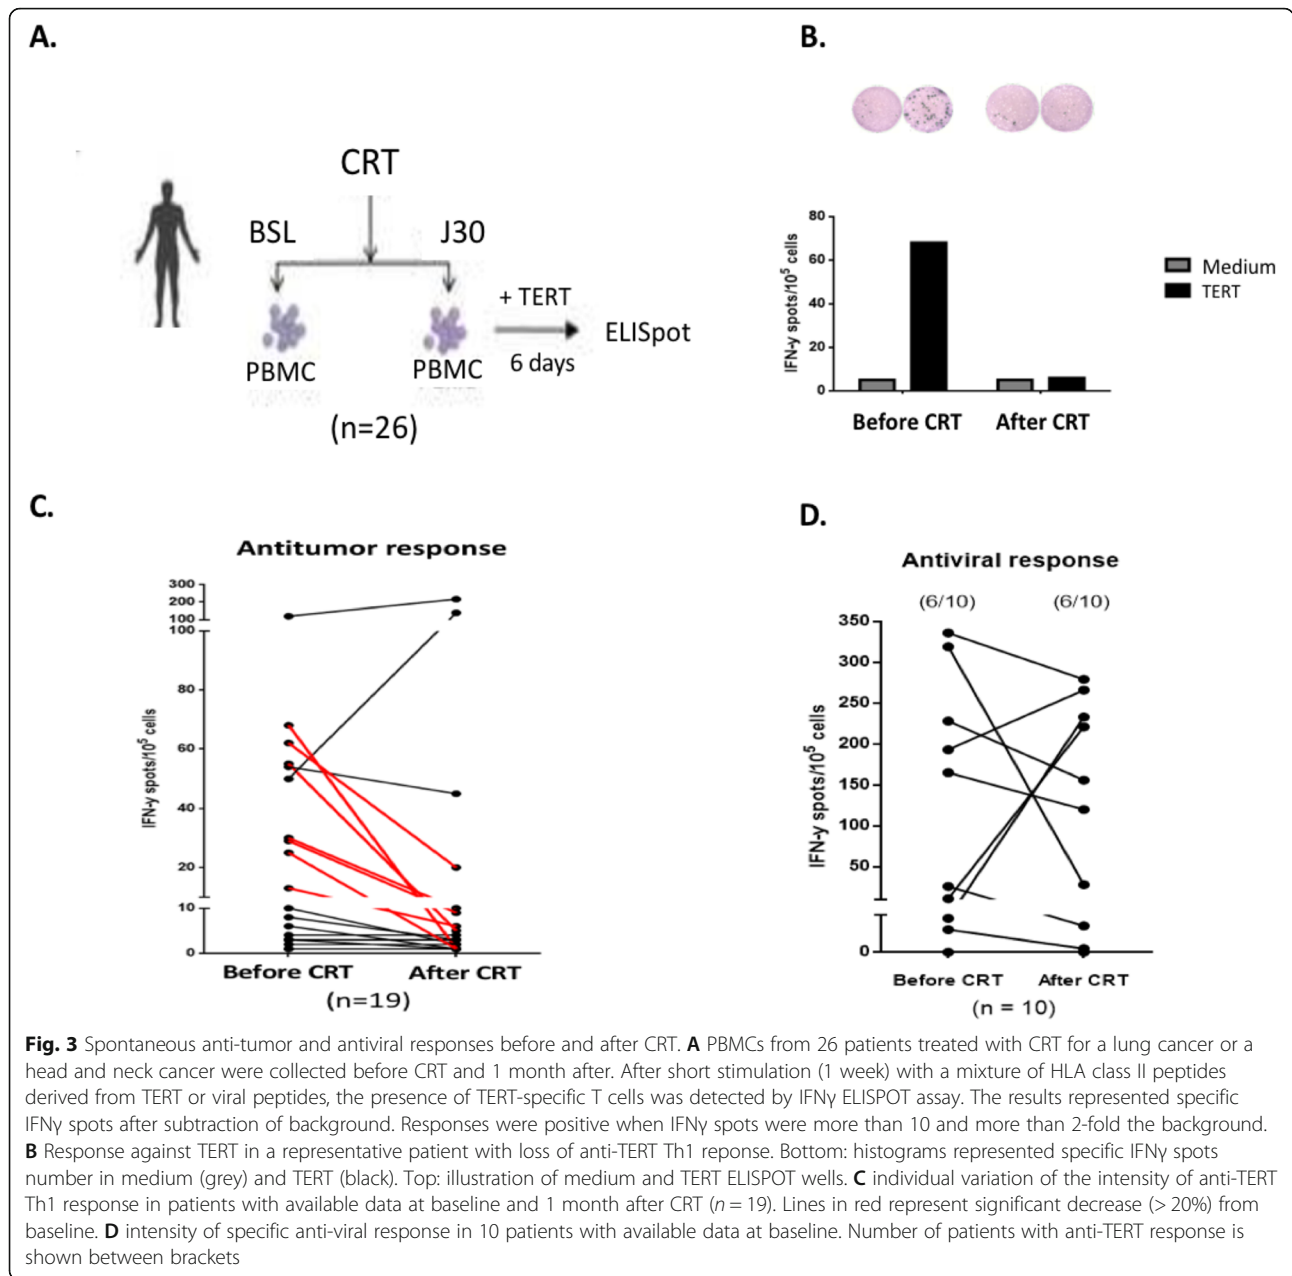 A.
CRT
BSL
J30
PBMC
PBMC
+ TERT
6 days
ELISpot
(n=26)
B.
80
60
40
20
0
IFN-y spots/10⁵ cells
Before CRT
After CRT
Medium
TERT
C.
Antitumor response
300
200
100
100
80
60
40
20
10
0
IFN-y spots/10⁵ cells
Before CRT
After CRT
(n=19)
D.
Antiviral response
(6/10)
(6/10)
350
300
250
200
150
100
50
0
IFN-y spots/10⁵ cells
Before CRT
After CRT
(n = 10)
Fig. 3 Spontaneous anti-tumor and antiviral responses before and after CRT. A PBMCs from 26 patients treated with CRT for a lung cancer or a
head and neck cancer were collected before CRT and 1 month after. After short stimulation (1 week) with a mixture of HLA class II peptides
derived from TERT or viral peptides, the presence of TERT-specific T cells was detected by IFNγ ELISPOT assay. The results represented specific
IFNγ spots after subtraction of background. Responses were positive when IFNγ spots were more than 10 and more than 2-fold the background.
B Response against TERT in a representative patient with loss of anti-TERT Th1 reponse. Bottom: histograms represented specific IFNγ spots
number in medium (grey) and TERT (black). Top: illustration of medium and TERT ELISPOT wells. C individual variation of the intensity of anti-TERT
Th1 response in patients with available data at baseline and 1 month after CRT (n = 19). Lines in red represent significant decrease (> 20%) from
baseline. D intensity of specific anti-viral response in 10 patients with available data at baseline. Number of patients with anti-TERT response is
shown between brackets